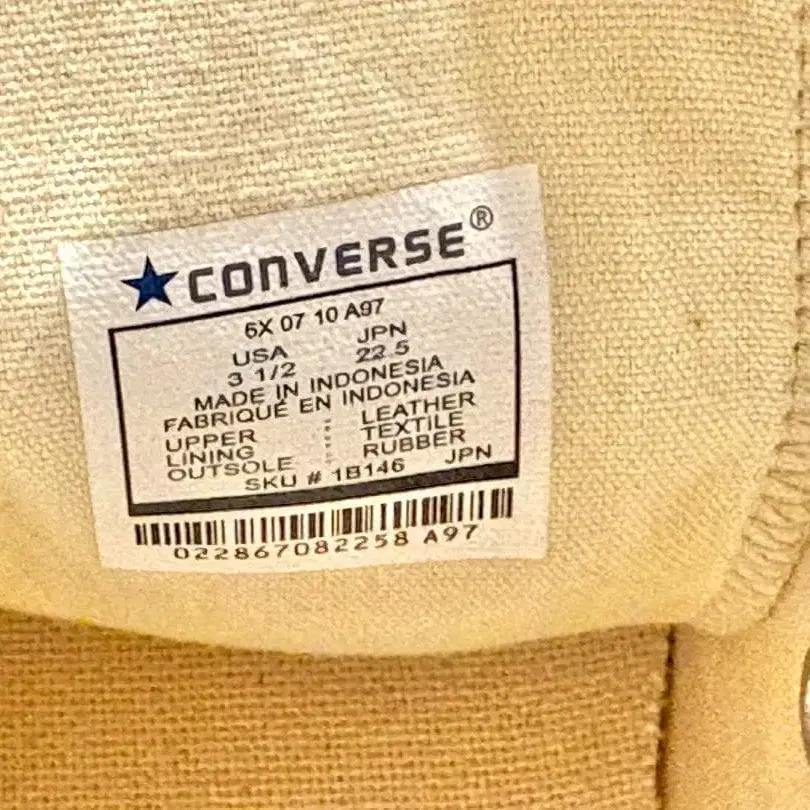 CONVERSE®
6X 07 10 A97
USA JPN
3 1/2 22.5
MADE IN INDONESIA
FABRIQUÉ EN INDONESIA
UPPER : LEATHER
LINING : TEXTILE
OUTSOLE : RUBBER
SKU # 1B146 JPN
022867082258 A97